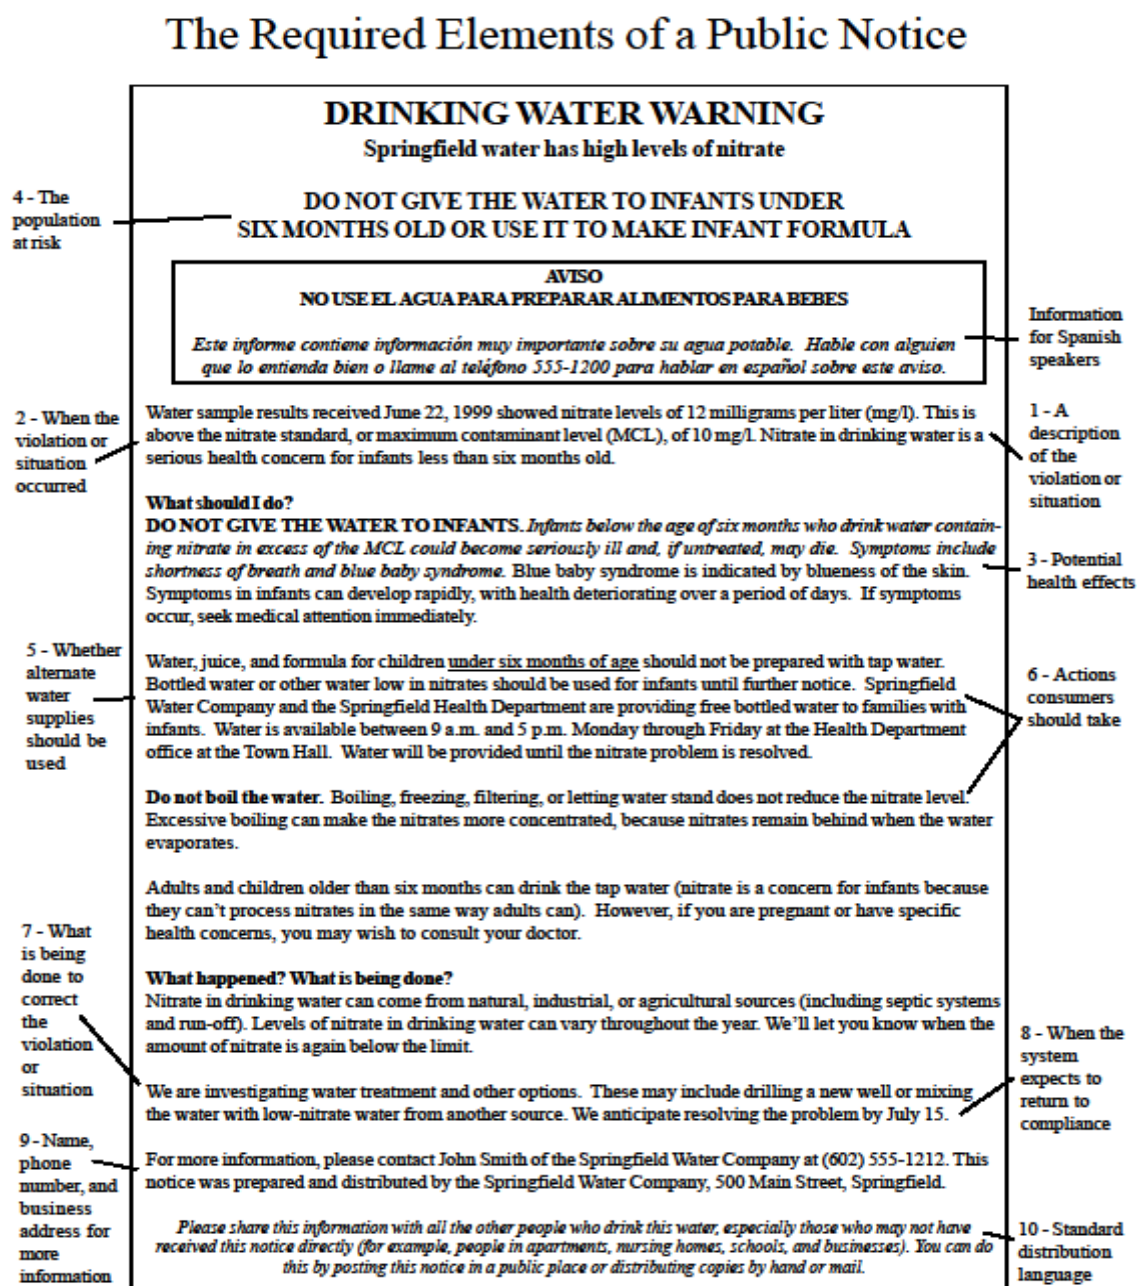 The Required Elements of a Public Notice
DRINKING WATER WARNING
Springfield water has high levels of nitrate
4 - The
population
at risk
DO NOT GIVE THE WATER TO INFANTS UNDER
SIX MONTHS OLD OR USE IT TO MAKE INFANT FORMULA
AVISO
NO USE EL AGUA PARA PREPARAR ALIMENTOS PARA BEBES
Este informe contiene información muy importante sobre su agua potable. Hable con alguien
que lo entienda bien o llame al teléfono 555-1200 para hablar en español sobre este aviso.
Information
for Spanish
speakers
2 - When the
violation or
situation
occurred
Water sample results received June 22, 1999 showed nitrate levels of 12 milligrams per liter (mg/l). This is
above the nitrate standard, or maximum contaminant level (MCL), of 10 mg/l. Nitrate in drinking water is a
serious health concern for infants less than six months old.
1 - A
description
of the
violation or
situation
What should I do?
DO NOT GIVE THE WATER TO INFANTS. Infants below the age of six months who drink water contain-
ing nitrate in excess of the MCL could become seriously ill and, if untreated, may die. Symptoms include
shortness of breath and blue baby syndrome. Blue baby syndrome is indicated by blueness of the skin.
Symptoms in infants can develop rapidly, with health deteriorating over a period of days. If symptoms
occur, seek medical attention immediately.
3 - Potential
health effects
5 - Whether
alternate
water
supplies
should be
used
Water, juice, and formula for children under six months of age should not be prepared with tap water.
Bottled water or other water low in nitrates should be used for infants until further notice. Springfield
Water Company and the Springfield Health Department are providing free bottled water to families with
infants. Water is available between 9 a.m. and 5 p.m. Monday through Friday at the Health Department
office at the Town Hall. Water will be provided until the nitrate problem is resolved.
6 - Actions
consumers
should take
Do not boil the water. Boiling, freezing, filtering, or letting water stand does not reduce the nitrate level.
Excessive boiling can make the nitrates more concentrated, because nitrates remain behind when the water
evaporates.
Adults and children older than six months can drink the tap water (nitrate is a concern for infants because
they can't process nitrates in the same way adults can). However, if you are pregnant or have specific
health concerns, you may wish to consult your doctor.
7 - What
is being
done to
correct
the
violation
or
situation
What happened? What is being done?
Nitrate in drinking water can come from natural, industrial, or agricultural sources (including septic systems
and run-off). Levels of nitrate in drinking water can vary throughout the year. We'll let you know when the
amount of nitrate is again below the limit.
We are investigating water treatment and other options. These may include drilling a new well or mixing
the water with low-nitrate water from another source. We anticipate resolving the problem by July 15.
8 - When the
system
expects to
return to
compliance
9 - Name,
phone
number, and
business
address for
more
information
For more information, please contact John Smith of the Springfield Water Company at (602) 555-1212. This
notice was prepared and distributed by the Springfield Water Company, 500 Main Street, Springfield.
Please share this information with all the other people who drink this water, especially those who may not have
received this notice directly (for example, people in apartments, nursing homes, schools, and businesses). You can do
this by posting this notice in a public place or distributing copies by hand or mail.
10 - Standard
distribution
language